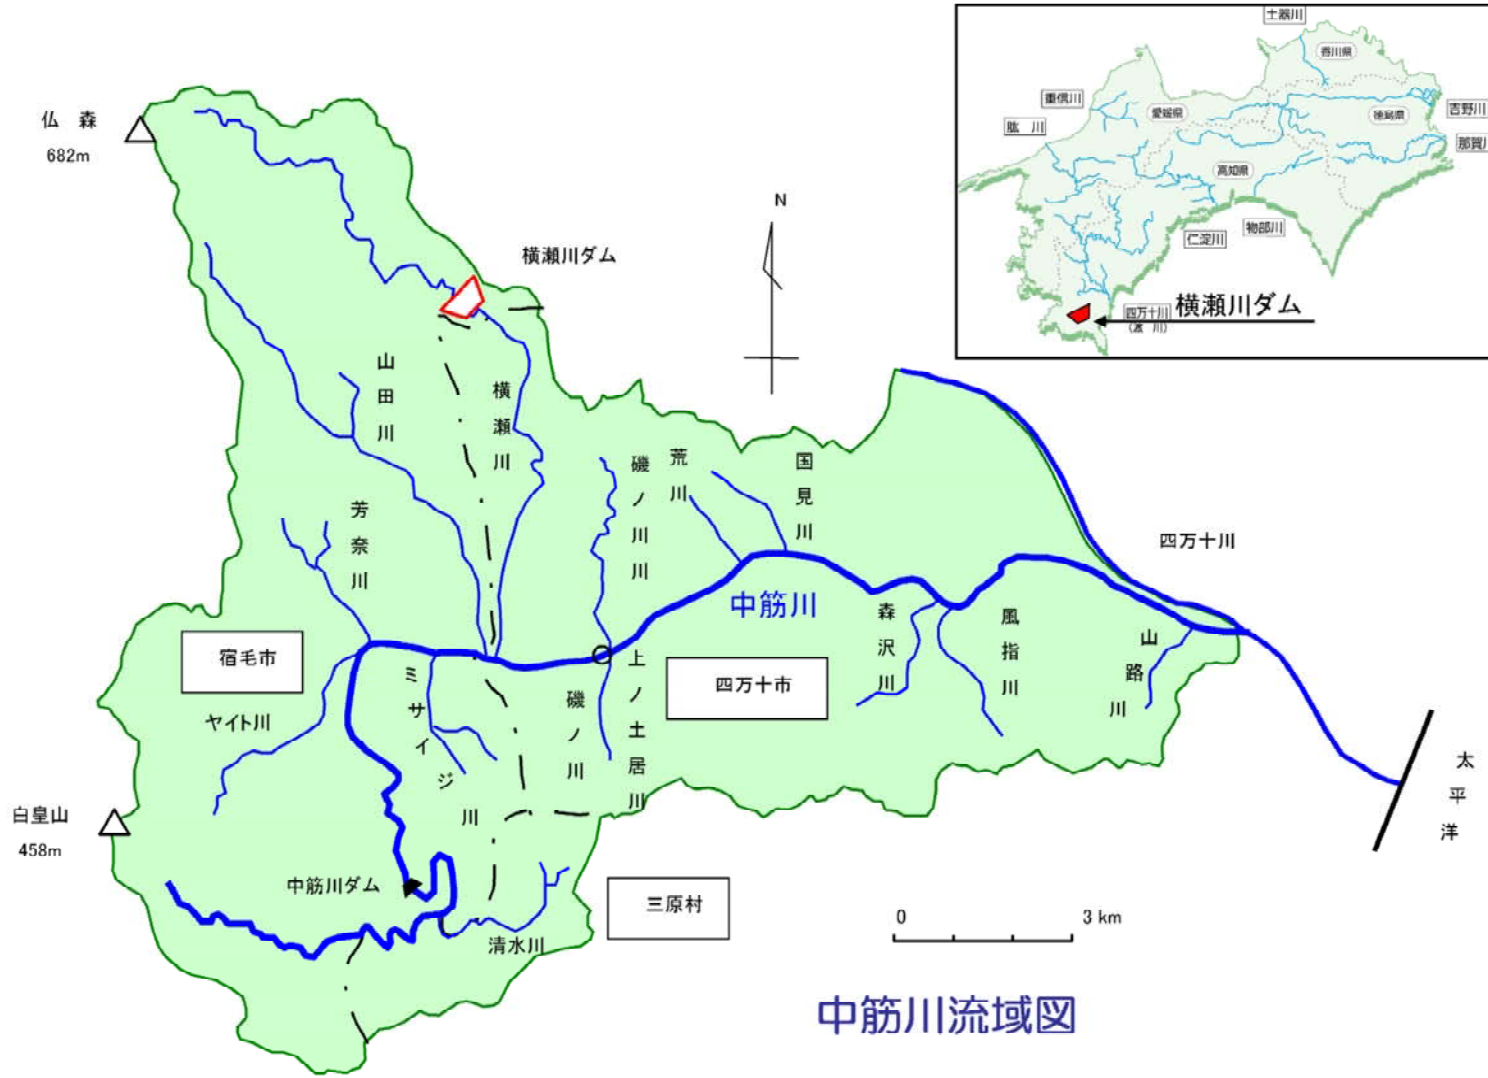 土器川
香川県
重信川
愛媛県
徳島県
吉野川
肱 川
那賀川
高知県
仁淀川
物部川
四万十川
(渡 川)
横瀬川ダム
仏 森
682m
N
横瀬川ダム
山田川
横瀬川
磯ノ川川
荒川
国見川
芳奈川
四万十川
中筋川
森沢川
風指川
山路川
宿毛市
四万十市
ミサイジ川
磯ノ川
上ノ土居川
ヤイト川
太平洋
白皇山
458m
中筋川ダム
三原村
0 3 km
清水川
中筋川流域図